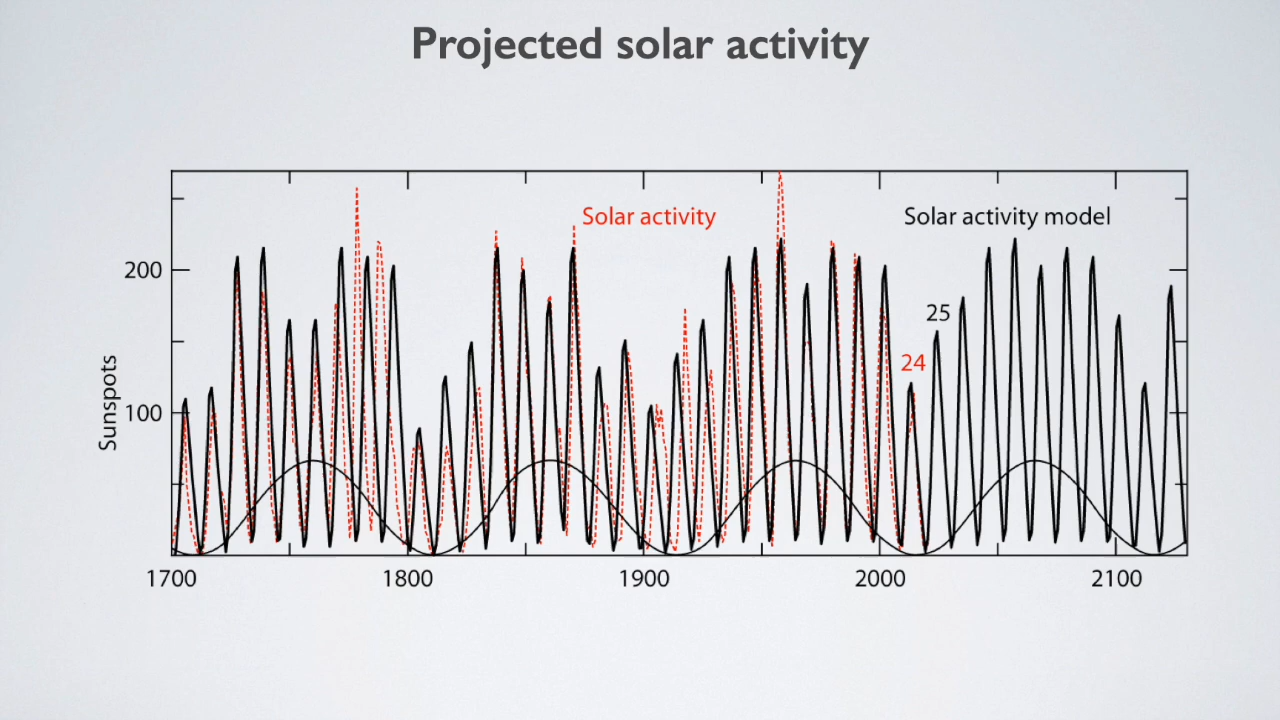 Projected solar activity
Solar activity
Solar activity model
200
25
24
100
Sunspots
1700
1800
1900
2000
2100